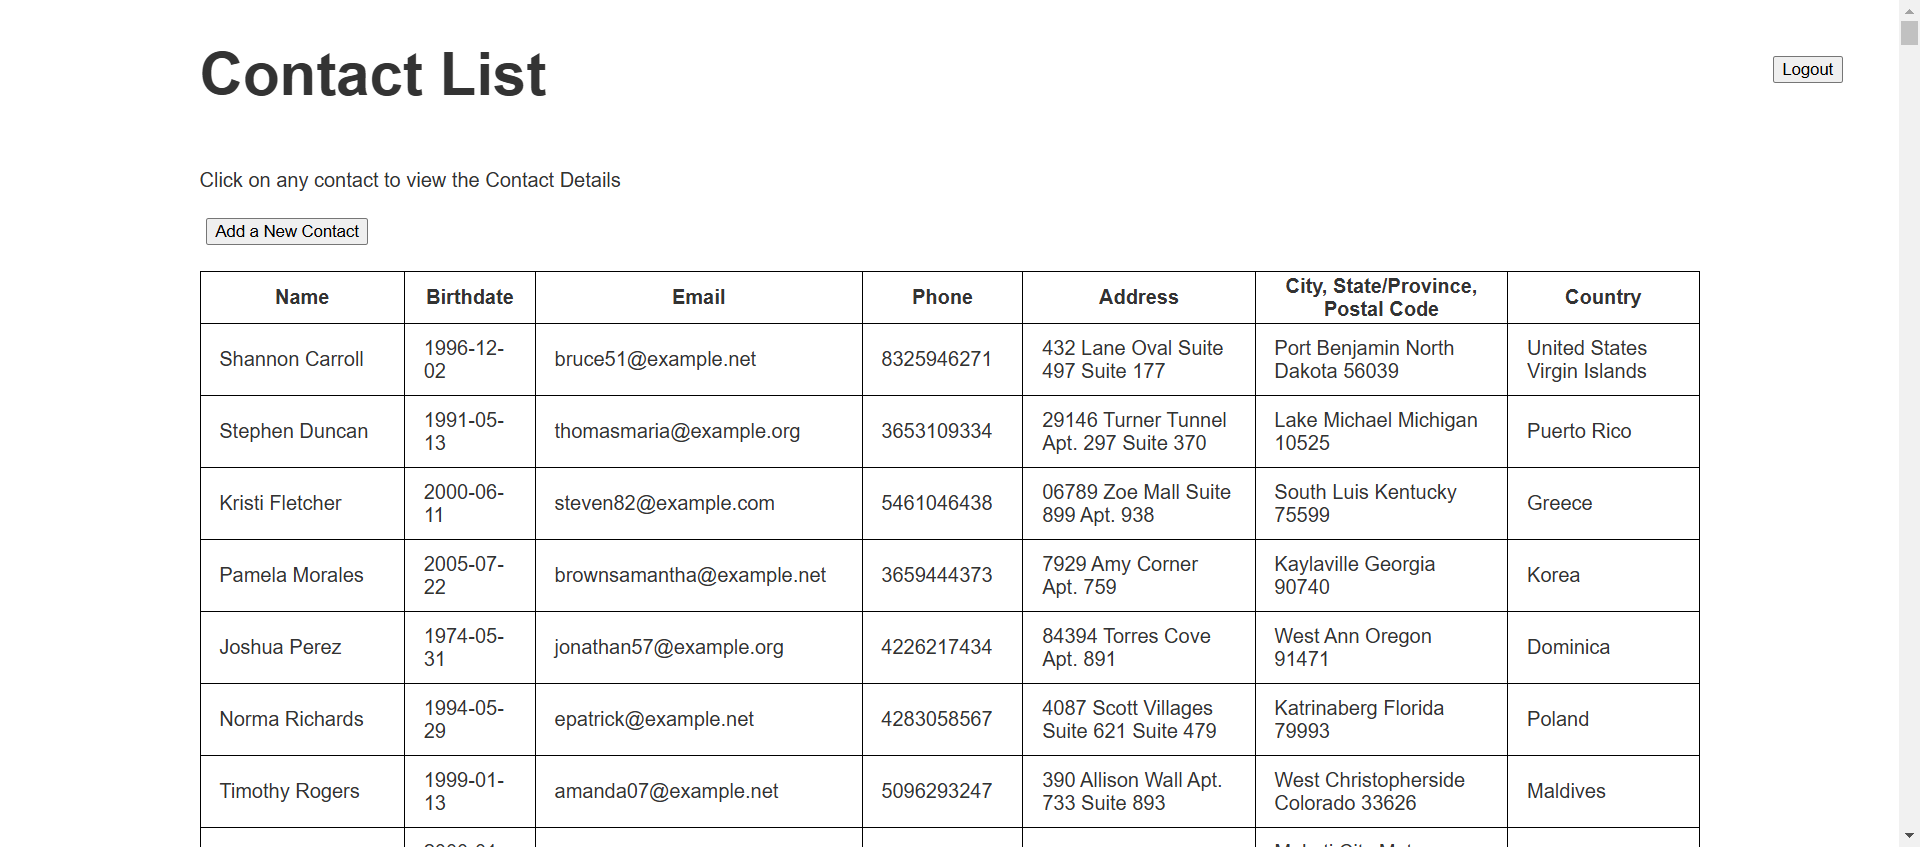 Contact List
Logout
Click on any contact to view the Contact Details
Add a New Contact
Name Birthdate Email Phone Address City, State/Province, Postal Code Country
Shannon Carroll 1996-12-02 bruce51@example.net 8325946271 432 Lane Oval Suite 497 Suite 177 Port Benjamin North Dakota 56039 United States Virgin Islands
Stephen Duncan 1991-05-13 thomasmaria@example.org 3653109334 29146 Turner Tunnel Apt. 297 Suite 370 Lake Michael Michigan 10525 Puerto Rico
Kristi Fletcher 2000-06-11 steven82@example.com 5461046438 06789 Zoe Mall Suite 899 Apt. 938 South Luis Kentucky 75599 Greece
Pamela Morales 2005-07-22 brownsamantha@example.net 3659444373 7929 Amy Corner Apt. 759 Kaylaville Georgia 90740 Korea
Joshua Perez 1974-05-31 jonathan57@example.org 4226217434 84394 Torres Cove Apt. 891 West Ann Oregon 91471 Dominica
Norma Richards 1994-05-29 epatrick@example.net 4283058567 4087 Scott Villages Suite 621 Suite 479 Katrinaberg Florida 79993 Poland
Timothy Rogers 1999-01-13 amanda07@example.net 5096293247 390 Allison Wall Apt. 733 Suite 893 West Christopherside Colorado 33626 Maldives